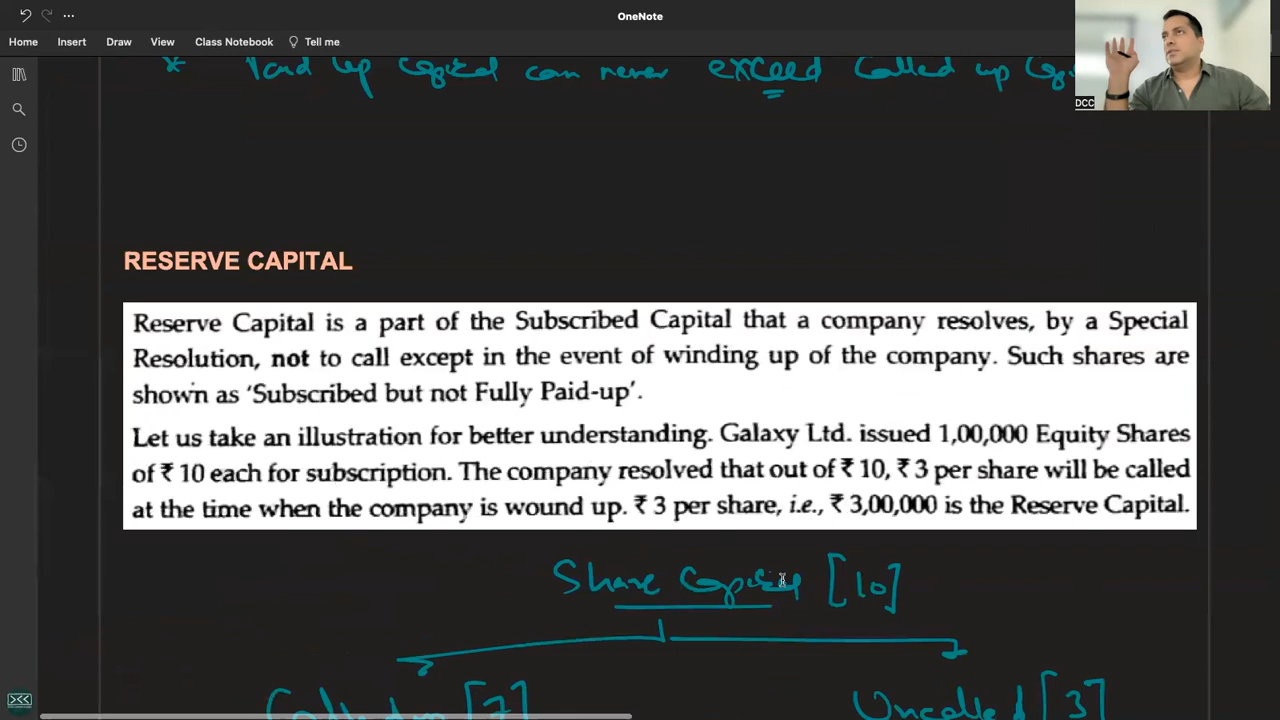 OneNote
Home Insert Draw View Class Notebook Tell me
* Paid up Capital can never exceed Called up
DCC
RESERVE CAPITAL
Reserve Capital is a part of the Subscribed Capital that a company resolves, by a Special
Resolution, not to call except in the event of winding up of the company. Such shares are
shown as ‘Subscribed but not Fully Paid-up’.
Let us take an illustration for better understanding. Galaxy Ltd. issued 1,00,000 Equity Shares
of ₹ 10 each for subscription. The company resolved that out of ₹ 10, ₹ 3 per share will be called
at the time when the company is wound up. ₹ 3 per share, i.e., ₹ 3,00,000 is the Reserve Capital.
Share Capital [10]
Called up [7] Uncalled [3]